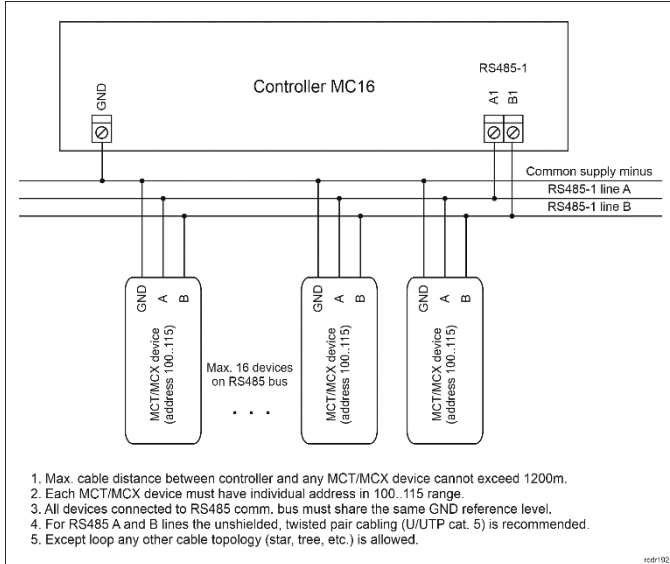 Controller MC16
RS485-1
GND
A1
B1
Common supply minus
RS485-1 line A
RS485-1 line B
GND
A
B
MCT/MCX device
(address 100..115)
Max. 16 devices
on RS485 bus
. . .
GND
A
B
MCT/MCX device
(address 100..115)
GND
A
B
MCT/MCX device
(address 100..115)
1. Max. cable distance between controller and any MCT/MCX device cannot exceed 1200m.
2. Each MCT/MCX device must have individual address in 100..115 range.
3. All devices connected to RS485 comm. bus must share the same GND reference level.
4. For RS485 A and B lines the unshielded, twisted pair cabling (U/UTP cat. 5) is recommended.
5. Except loop any other cable topology (star, tree, etc.) is allowed.
rcdr192